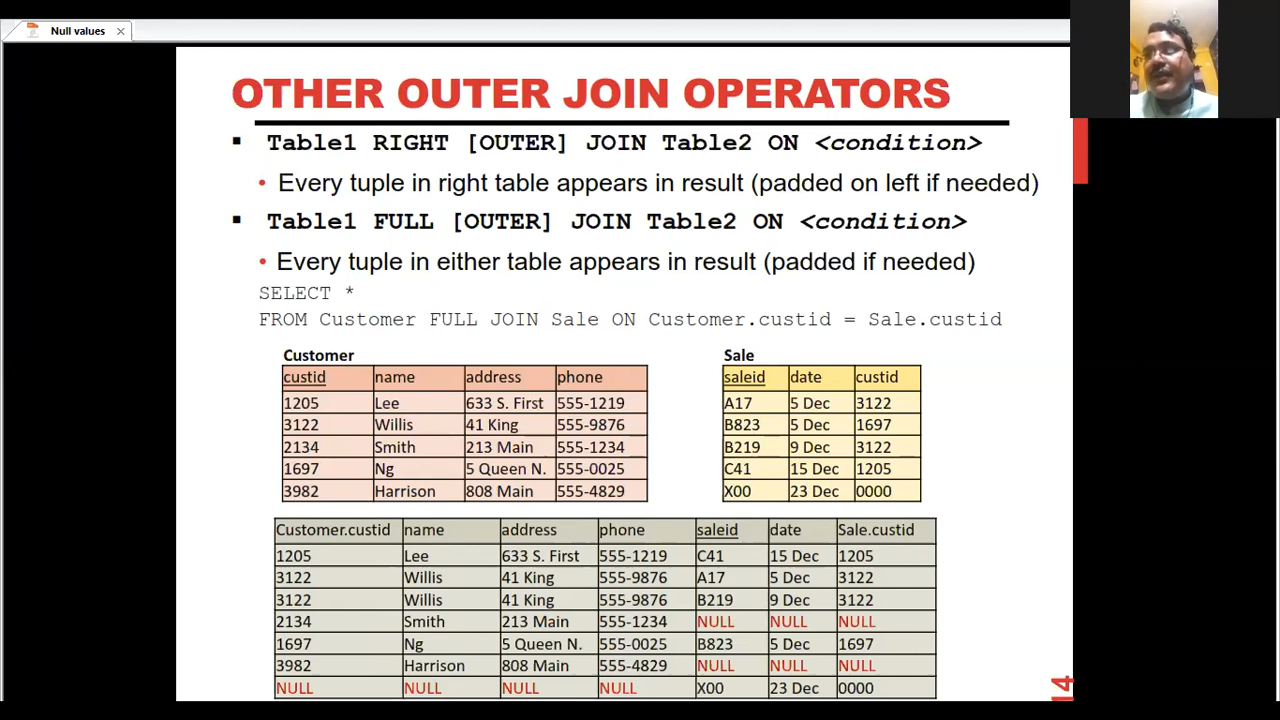 Null values
OTHER OUTER JOIN OPERATORS
Table1 RIGHT [OUTER] JOIN Table2 ON <condition>
Every tuple in right table appears in result (padded on left if needed)
Table1 FULL [OUTER] JOIN Table2 ON <condition>
Every tuple in either table appears in result (padded if needed)
SELECT *
FROM Customer FULL JOIN Sale ON Customer.custid = Sale.custid
Customer
custid name address phone
1205 Lee 633 S. First 555-1219
3122 Willis 41 King 555-9876
2134 Smith 213 Main 555-1234
1697 Ng 5 Queen N. 555-0025
3982 Harrison 808 Main 555-4829
Sale
saleid date custid
A17 5 Dec 3122
B823 5 Dec 1697
B219 9 Dec 3122
C41 15 Dec 1205
X00 23 Dec 0000
Customer.custid name address phone saleid date Sale.custid
1205 Lee 633 S. First 555-1219 C41 15 Dec 1205
3122 Willis 41 King 555-9876 A17 5 Dec 3122
3122 Willis 41 King 555-9876 B219 9 Dec 3122
2134 Smith 213 Main 555-1234 NULL NULL NULL
1697 Ng 5 Queen N. 555-0025 B823 5 Dec 1697
3982 Harrison 808 Main 555-4829 NULL NULL NULL
NULL NULL NULL NULL X00 23 Dec 0000
14